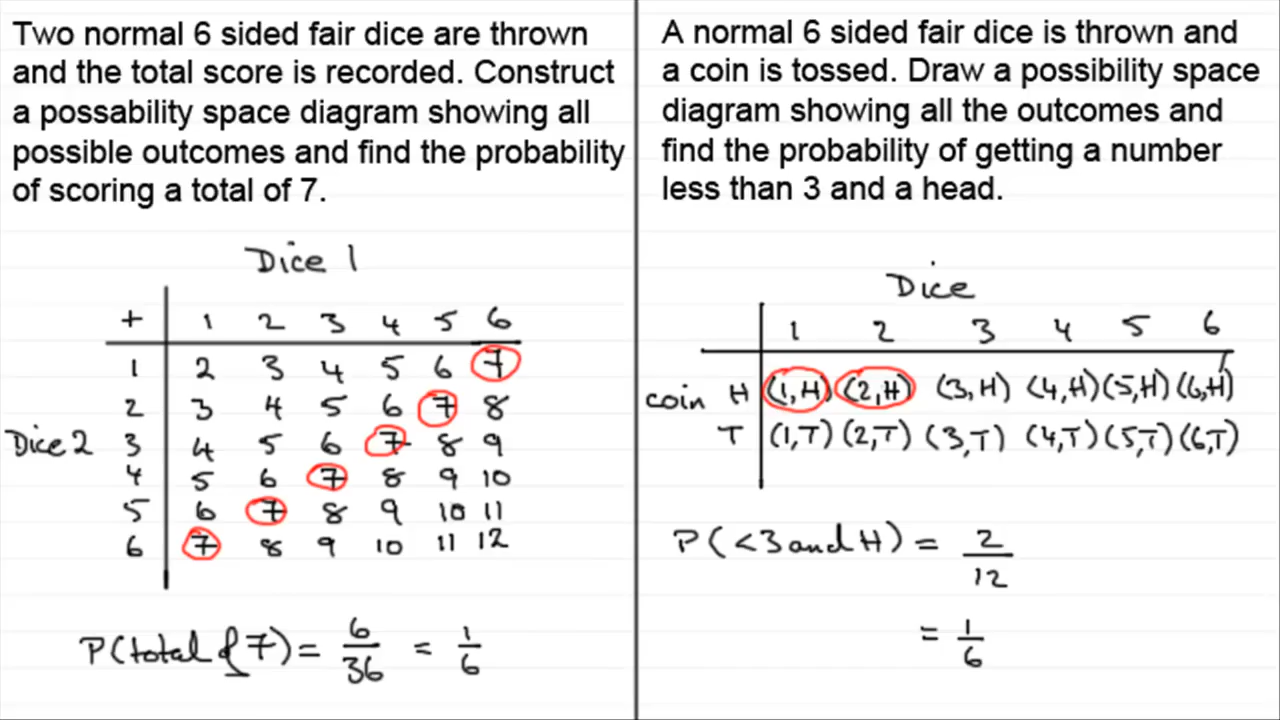 Two normal 6 sided fair dice are thrown
and the total score is recorded. Construct
a possability space diagram showing all
possible outcomes and find the probability
of scoring a total of 7.
Dice 1
+ 1 2 3 4 5 6
1 2 3 4 5 6 7
2 3 4 5 6 7 8
Dice 2 3 4 5 6 7 8 9
4 5 6 7 8 9 10
5 6 7 8 9 10 11
6 7 8 9 10 11 12
P(total of 7) = 6/36 = 1/6
A normal 6 sided fair dice is thrown and
a coin is tossed. Draw a possibility space
diagram showing all the outcomes and
find the probability of getting a number
less than 3 and a head.
Dice
1 2 3 4 5 6
coin H (1,H) (2,H) (3,H) (4,H) (5,H) (6,H)
T (1,T) (2,T) (3,T) (4,T) (5,T) (6,T)
P(<3 and H) = 2/12
= 1/6